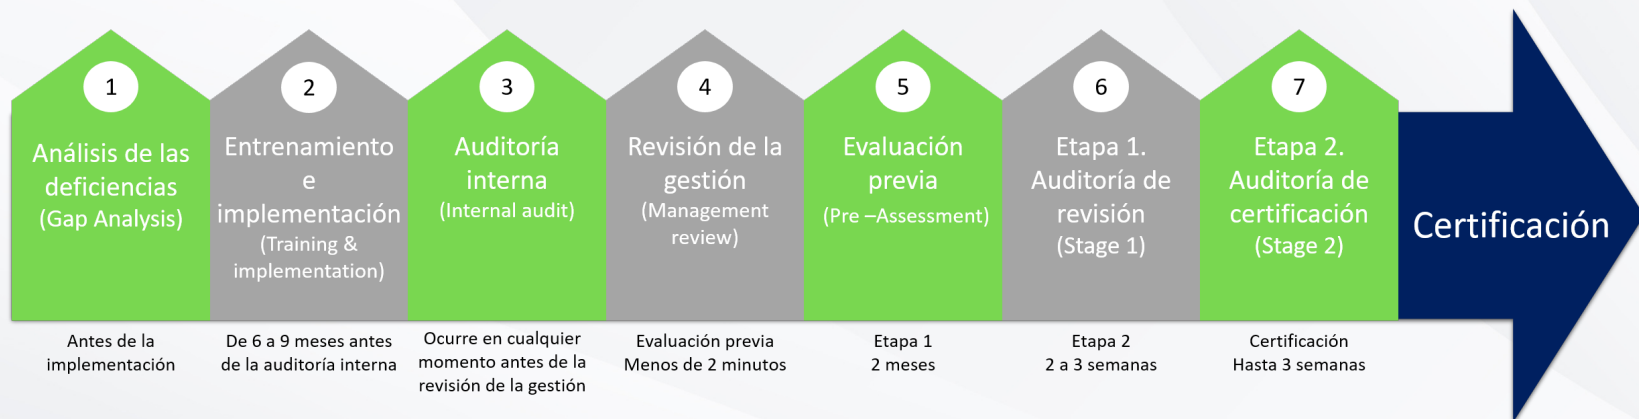 1
Análisis de las
deficiencias
(Gap Analysis)
Antes de la
implementación
2
Entrenamiento
e
implementación
(Training &
implementation)
De 6 a 9 meses antes
de la auditoría interna
3
Auditoría
interna
(Internal audit)
Ocurre en cualquier
momento antes de la
revisión de la gestión
4
Revisión de la
gestión
(Management
review)
Evaluación previa
Menos de 2 minutos
5
Evaluación
previa
(Pre –Assessment)
Etapa 1
2 meses
6
Etapa 1.
Auditoría de
revisión
(Stage 1)
Etapa 2
2 a 3 semanas
7
Etapa 2.
Auditoría de
certificación
(Stage 2)
Certificación
Hasta 3 semanas
Certificación